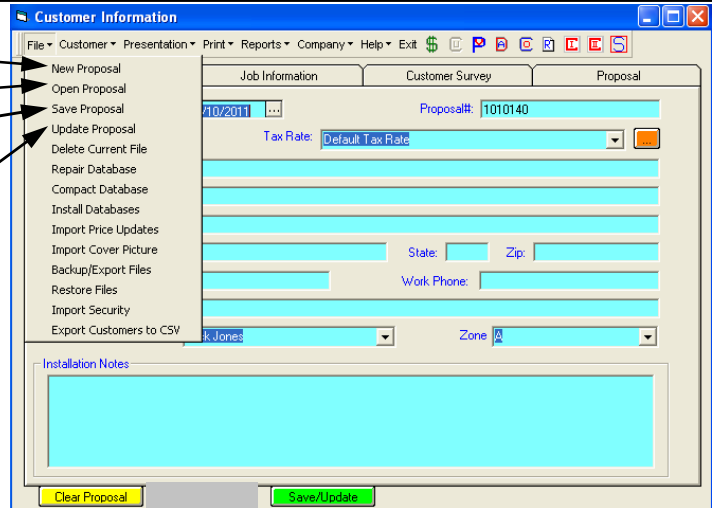 Customer Information
File Customer Presentation Print Reports Company Help Exit $ D P B O R I E S
New Proposal
Open Proposal
Save Proposal
Update Proposal
Delete Current File
Repair Database
Compact Database
Install Databases
Import Price Updates
Import Cover Picture
Backup/Export Files
Restore Files
Import Security
Export Customers to CSV
Job Information Customer Survey Proposal
/10/2011 ... Proposal#: 1010140
Tax Rate: Default Tax Rate ...
State: Zip:
Work Phone:
k Jones Zone A
Installation Notes
Clear Proposal Save/Update